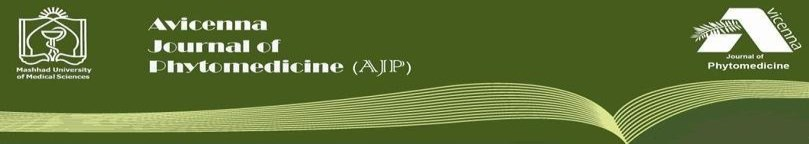 Mashhad University
of Medical Sciences
Avicenna
Journal of
Phytomedicine (AJP)
Avicenna
Journal of
Phytomedicine